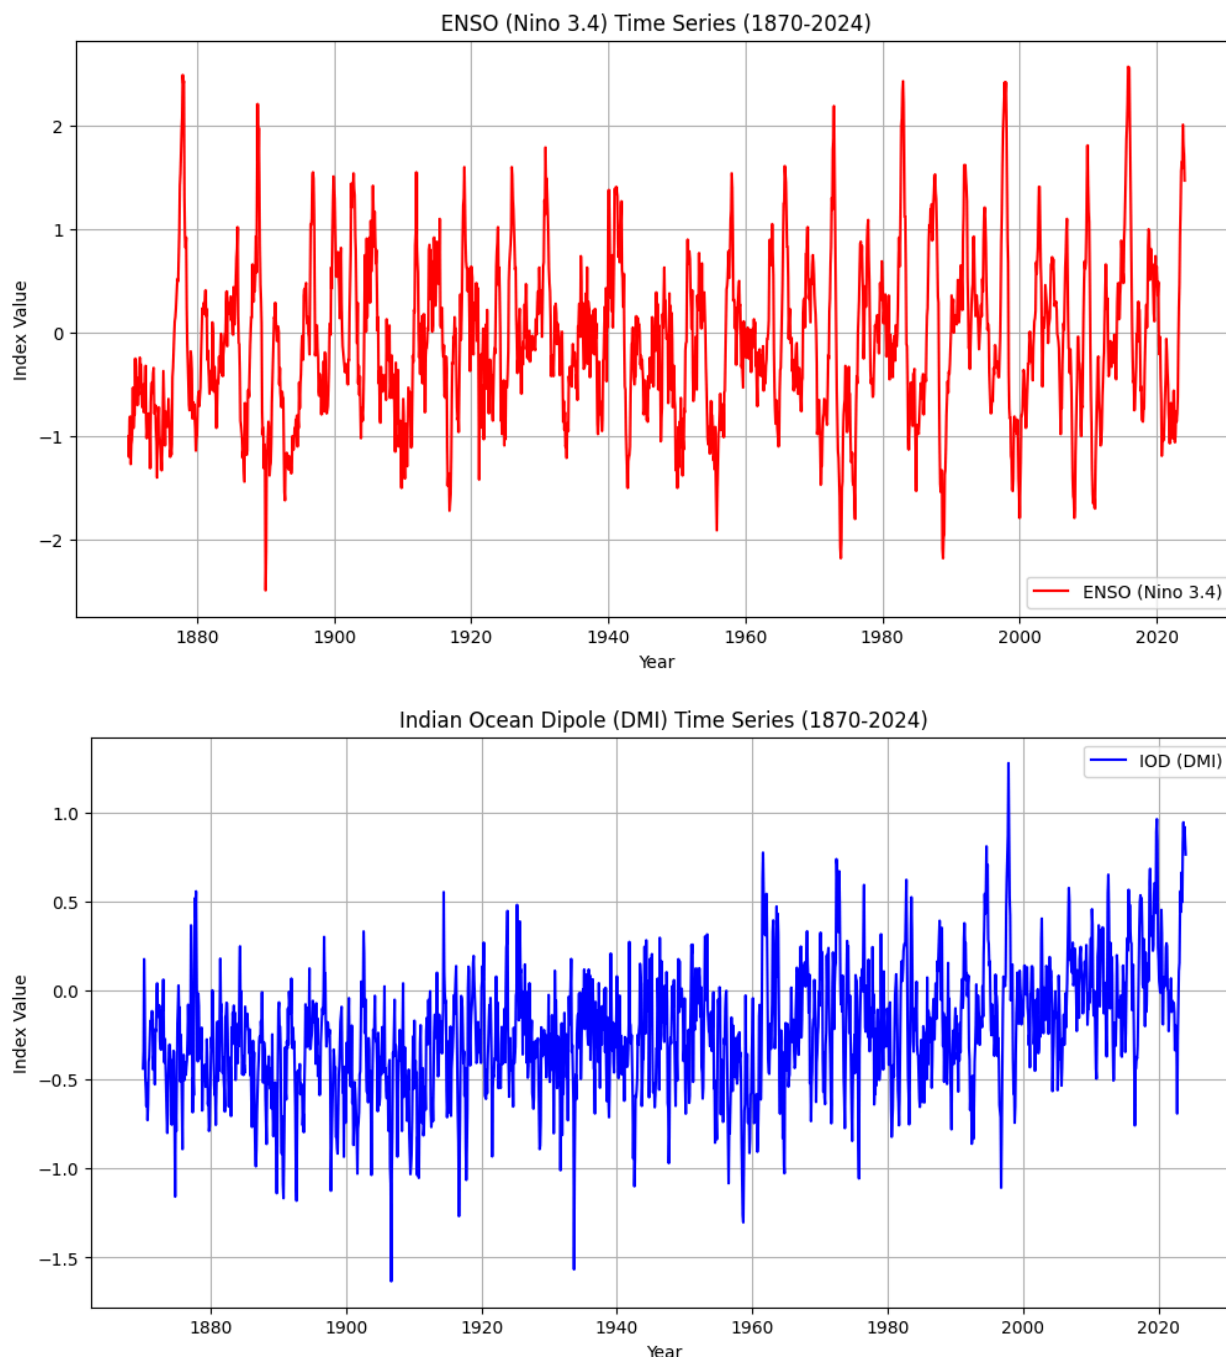 ENSO (Nino 3.4) Time Series (1870-2024)
2
1
0
−1
−2
Index Value
ENSO (Nino 3.4)
1880 1900 1920 1940 1960 1980 2000 2020
Year
Indian Ocean Dipole (DMI) Time Series (1870-2024)
IOD (DMI)
1.0
0.5
0.0
−0.5
−1.0
−1.5
Index Value
1880 1900 1920 1940 1960 1980 2000 2020
Year